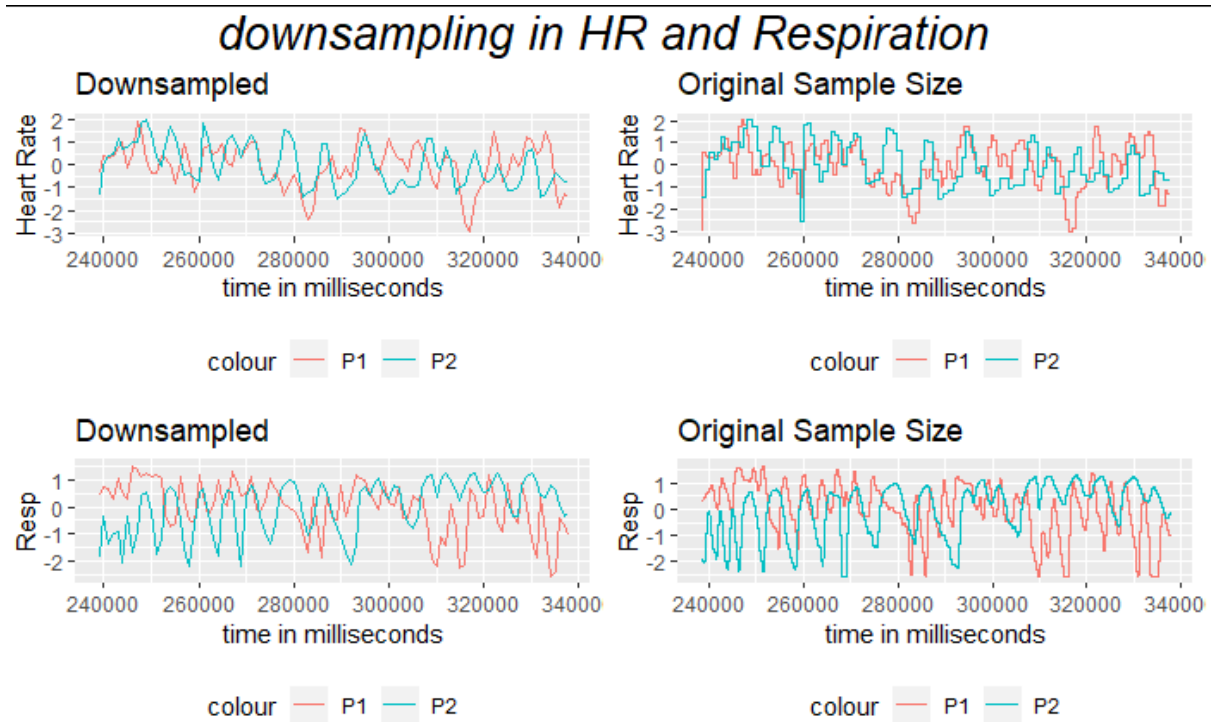 downsampling in HR and Respiration
Downsampled
Heart Rate
2
1
0
-1
-2
-3
240000 260000 280000 300000 320000 34000
time in milliseconds
colour P1 P2
Original Sample Size
Heart Rate
2
1
0
-1
-2
-3
240000 260000 280000 300000 320000 34000
time in milliseconds
colour P1 P2
Downsampled
Resp
1
0
-1
-2
240000 260000 280000 300000 320000 34000
time in milliseconds
colour P1 P2
Original Sample Size
Resp
1
0
-1
-2
240000 260000 280000 300000 320000 34000
time in milliseconds
colour P1 P2